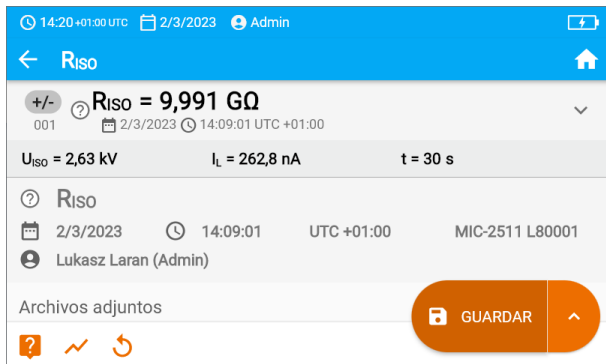 14:20+01:00 UTC 2/3/2023 Admin
RISO
+/- RISO = 9,991 GΩ
001 2/3/2023 14:09:01 UTC +01:00
UISO = 2,63 kV IL = 262,8 nA t = 30 s
RISO
2/3/2023 14:09:01 UTC +01:00 MIC-2511 L80001
Lukasz Laran (Admin)
Archivos adjuntos
GUARDAR